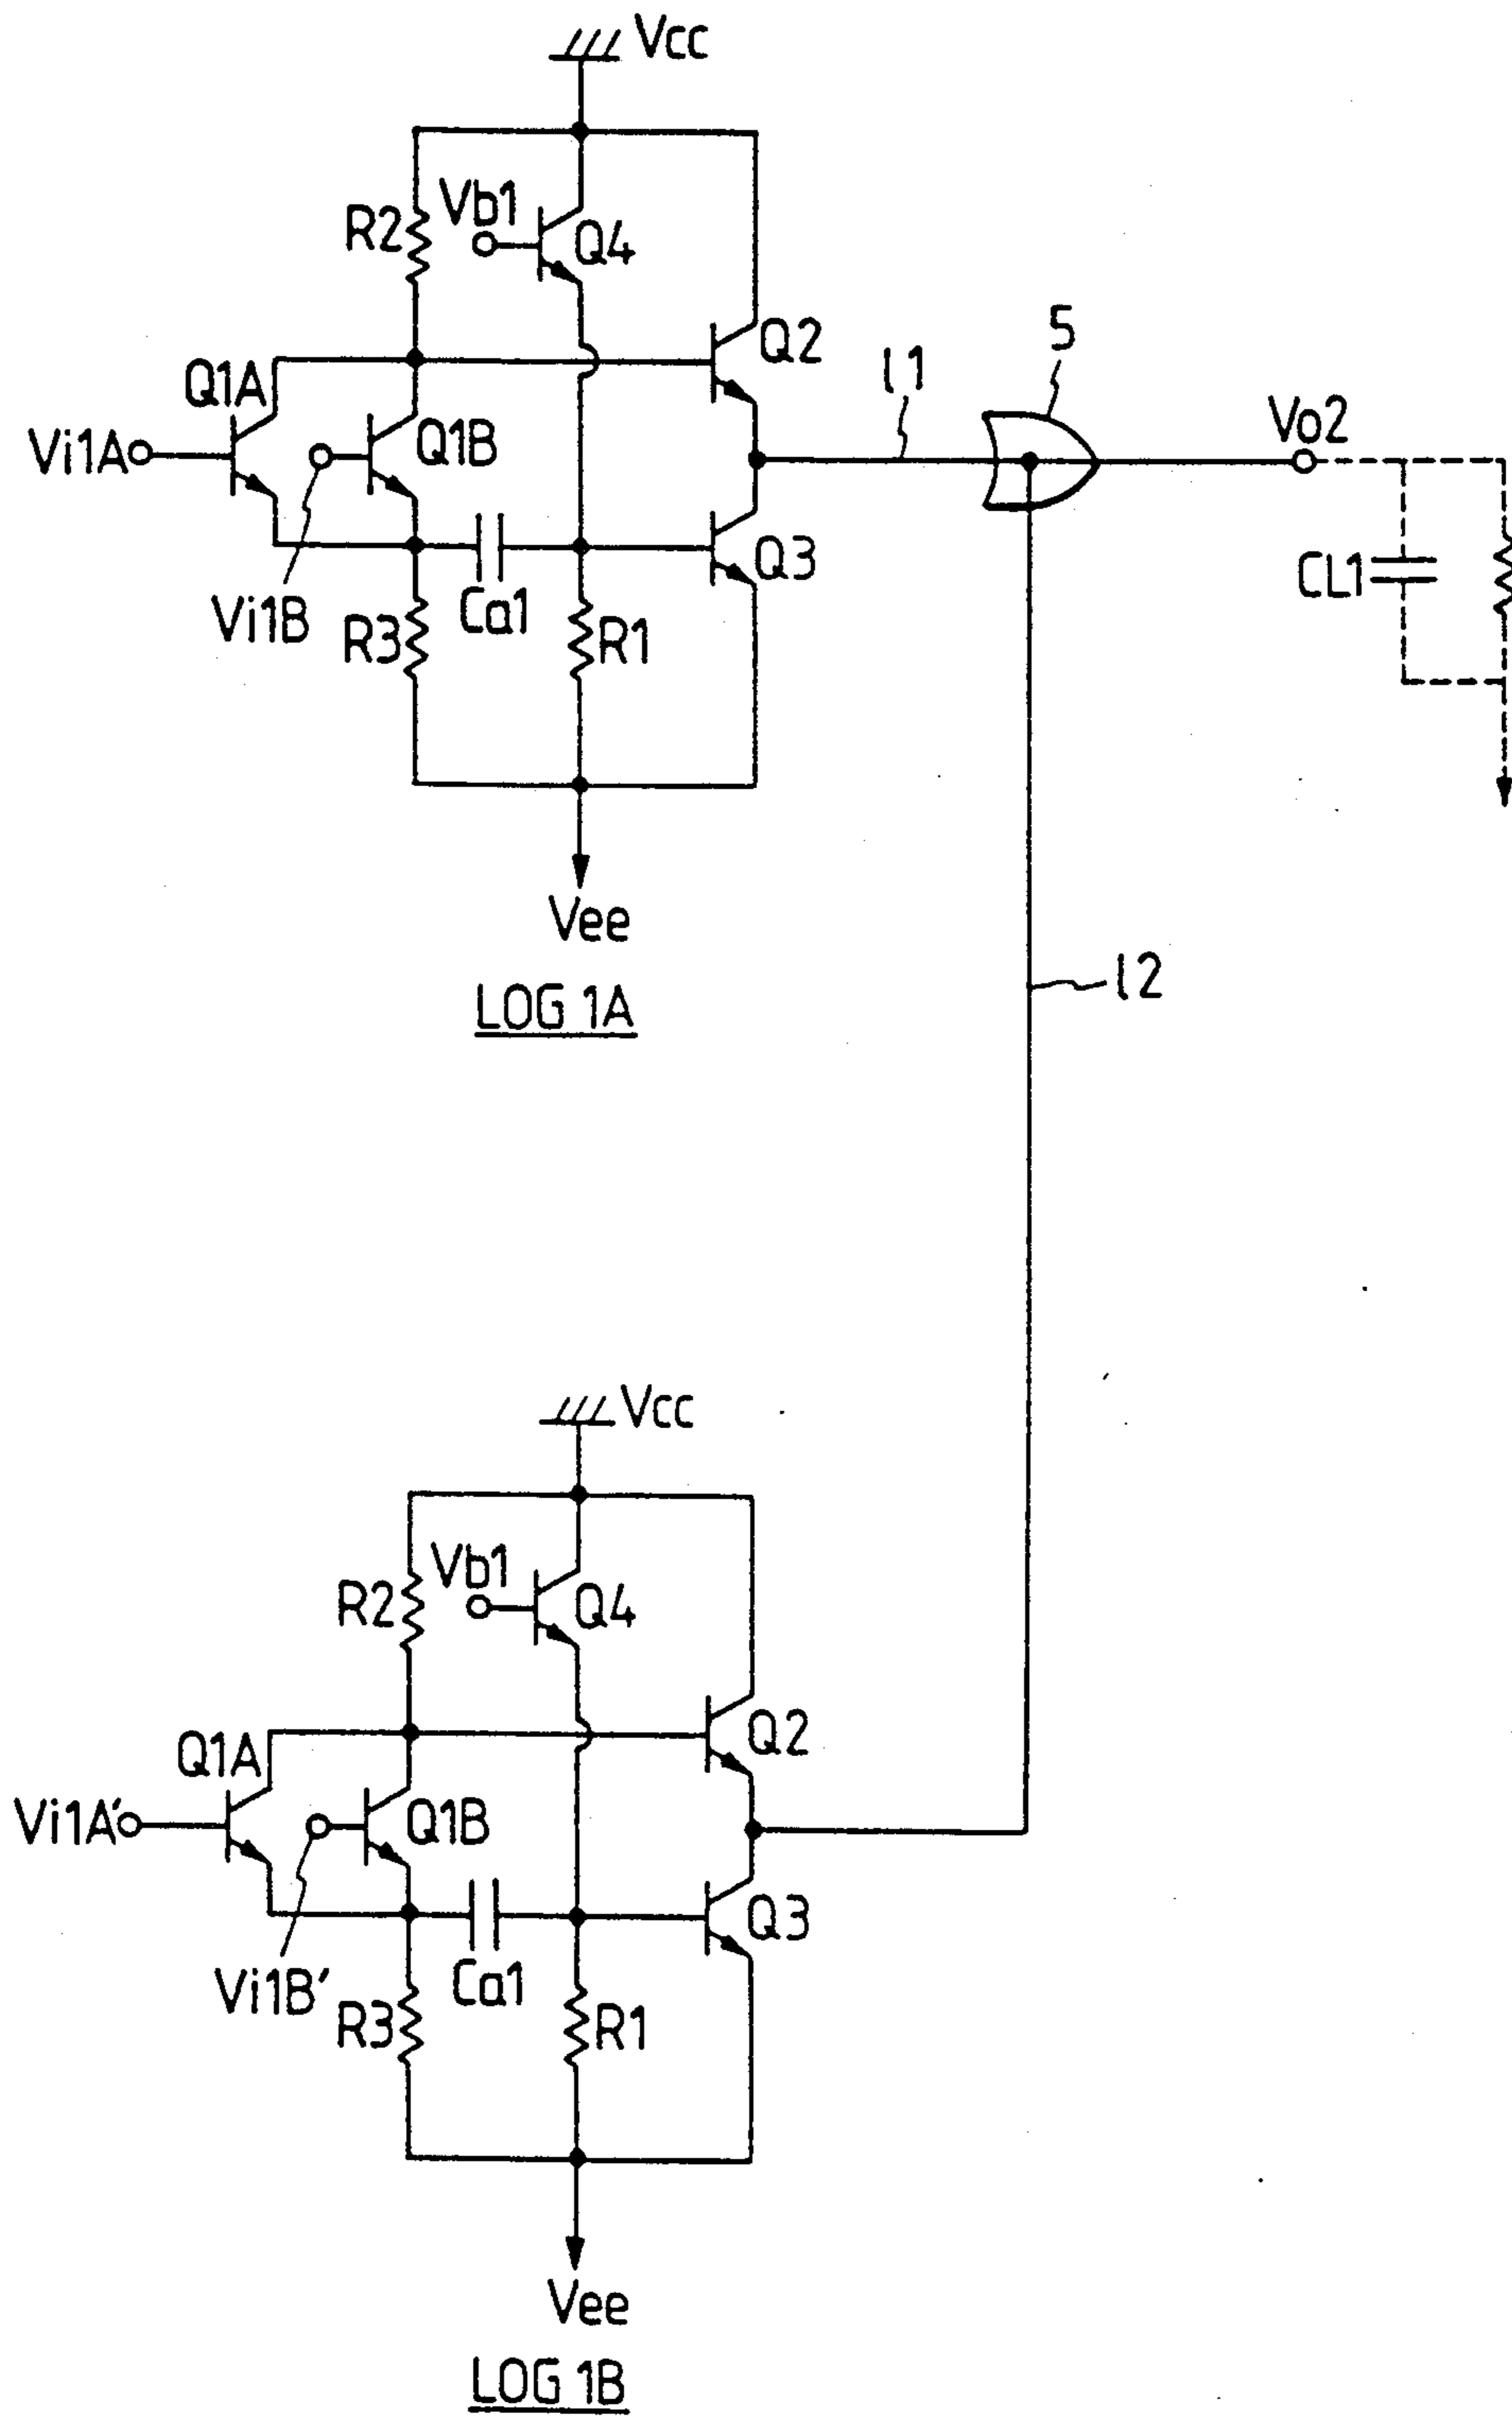 Vcc
Vb1
R2
Q4
Q2
5
l1
Q1A
Vo2
Vi1A
Q1B
Q3
CL1
Ca1
Vi1B
R3
R1
Vee
l2
LOG 1A
Vcc
Vb1
R2
Q4
Q2
Q1A
Vi1A'
Q1B
Q3
Ca1
Vi1B'
R3
R1
Vee
LOG 1B